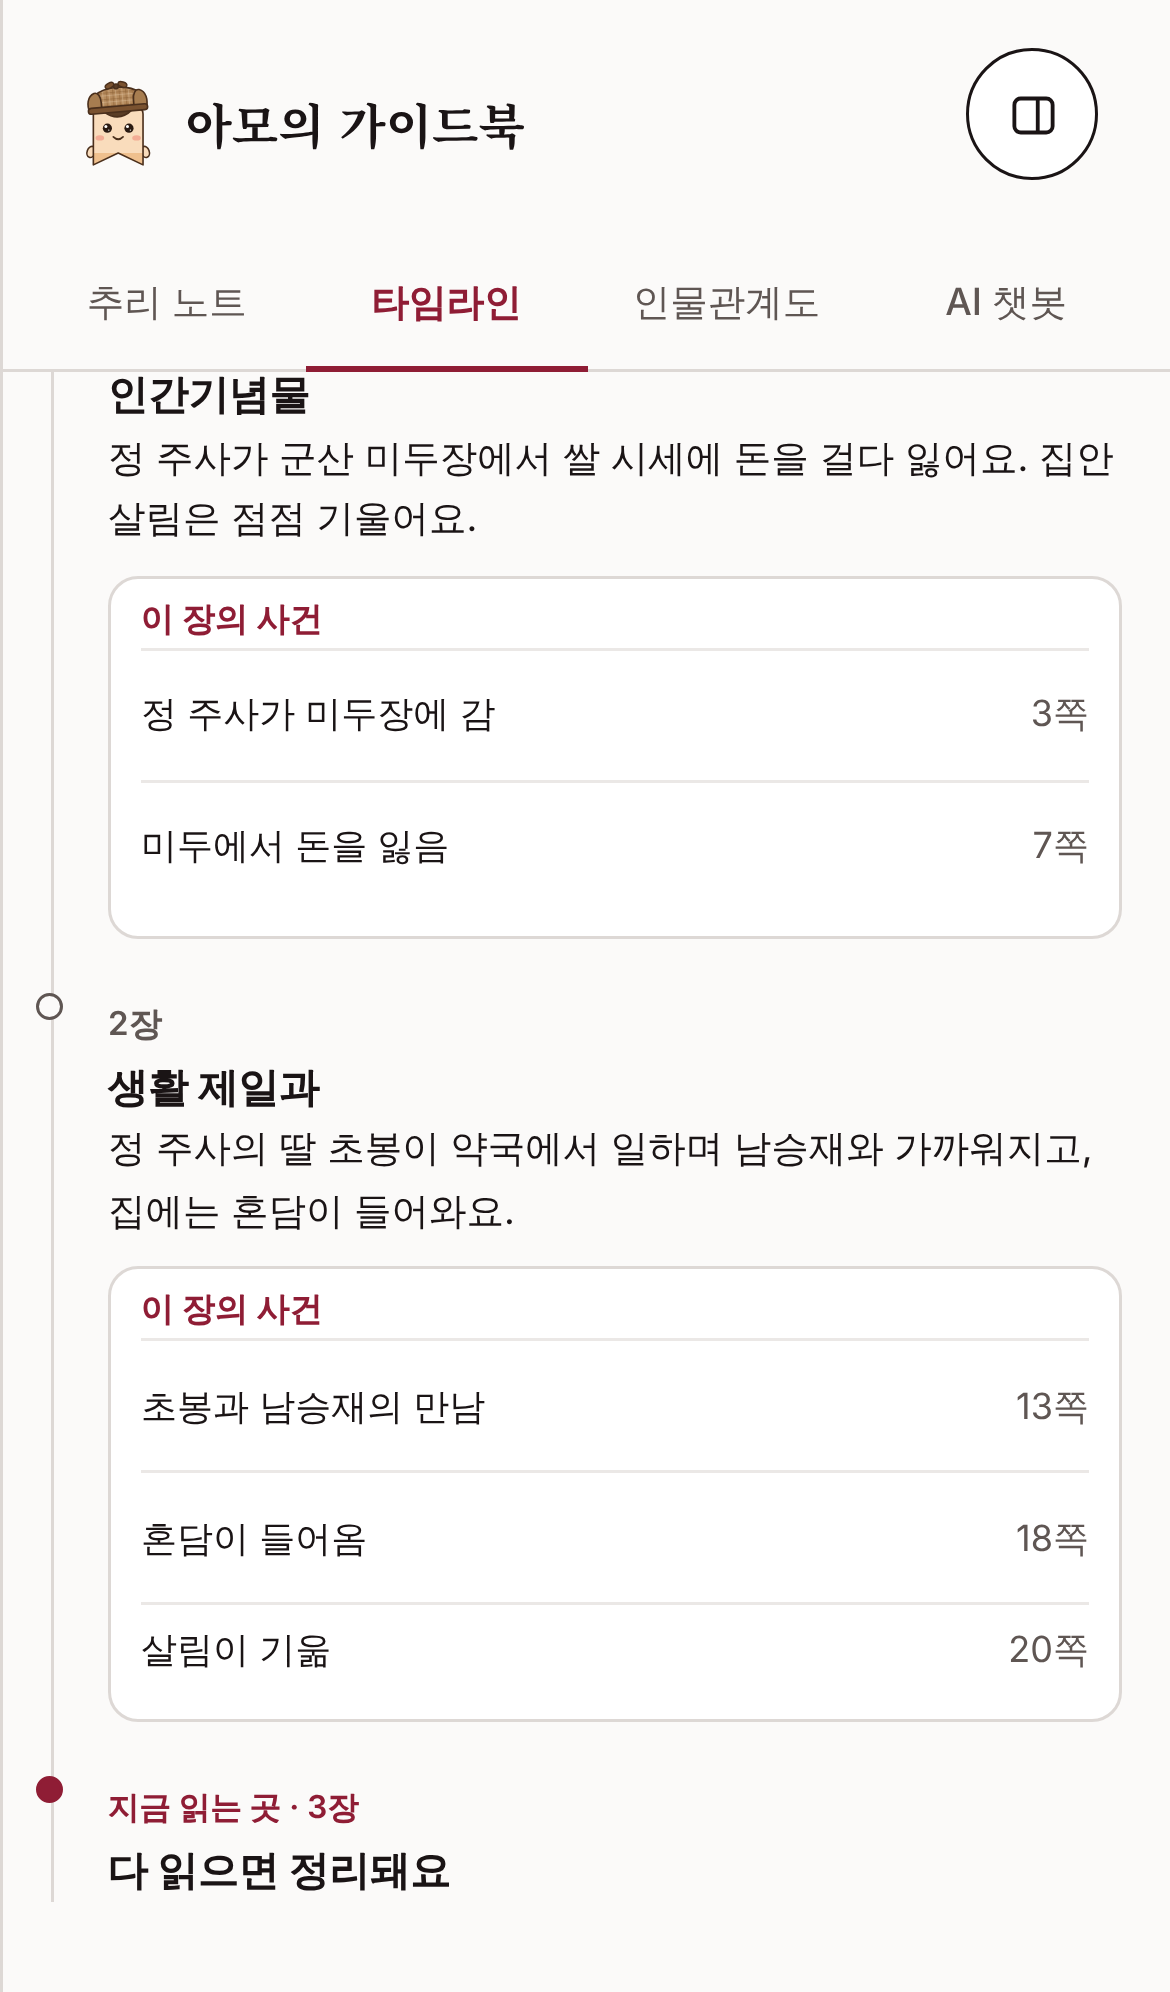 아모의 가이드북
추리 노트 타임라인 인물관계도 AI 챗봇
인간기념물
정 주사가 군산 미두장에서 쌀 시세에 돈을 걸다 잃어요. 집안
살림은 점점 기울어요.
이 장의 사건
정 주사가 미두장에 감 3쪽
미두에서 돈을 잃음 7쪽
2장
생활 제일과
정 주사의 딸 초봉이 약국에서 일하며 남승재와 가까워지고,
집에는 혼담이 들어와요.
이 장의 사건
초봉과 남승재의 만남 13쪽
혼담이 들어옴 18쪽
살림이 기욺 20쪽
지금 읽는 곳 · 3장
다 읽으면 정리돼요